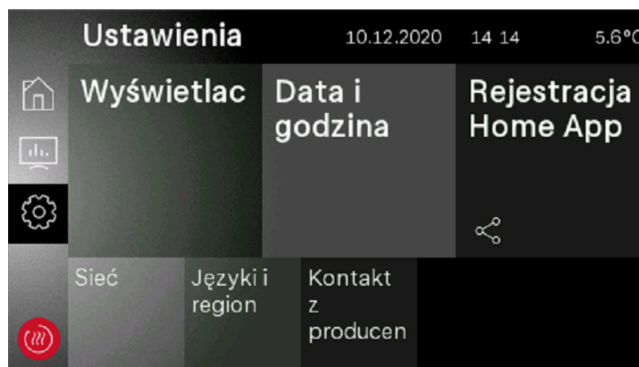 Ustawienia 10.12.2020 14 14 5.6°C
Wyświetlac
Data i
godzina
Rejestracja
Home App
Sieć
Języki i
region
Kontakt
z
producen